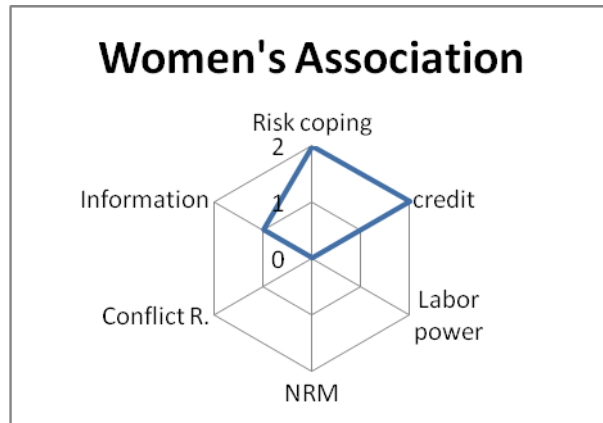 Women's Association
Risk coping
2
Information
1
credit
0
Conflict R.
Labor
power
NRM